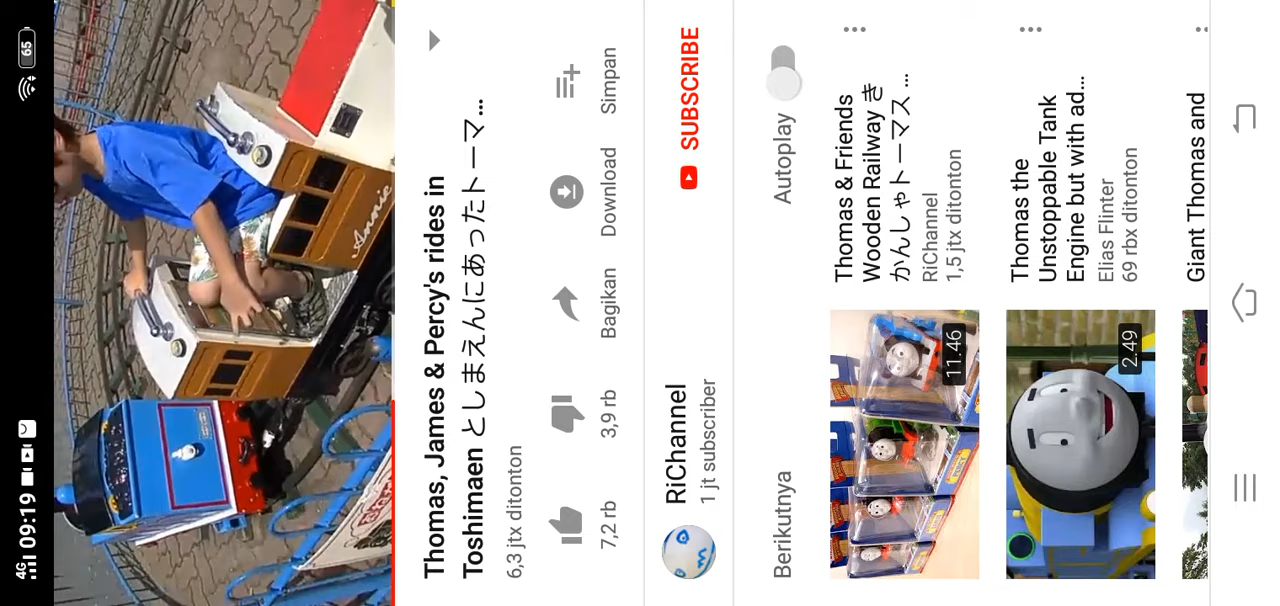 4G 09:19
65
Annie
Thomas, James & Percy's rides in
Toshimaen としまえんにあったトーマ...
6,3 jtx ditonton
7,2 rb
3,9 rb
Bagikan
Download
Simpan
RiChannel
1 jt subscriber
SUBSCRIBE
Berikutnya
Autoplay
11.46
Thomas & Friends
Wooden Railway き
かんしゃトーマス ...
RiChannel
1,5 jtx ditonton
2.49
Thomas the
Unstoppable Tank
Engine but with ad...
Elias Flinter
69 rbx ditonton
Giant Thomas and